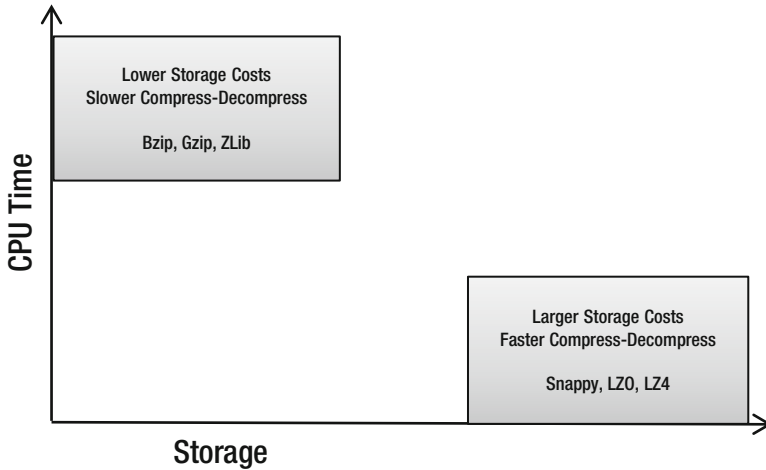 Lower Storage Costs
Slower Compress-Decompress
Bzip, Gzip, ZLib
CPU Time
Larger Storage Costs
Faster Compress-Decompress
Snappy, LZO, LZ4
Storage